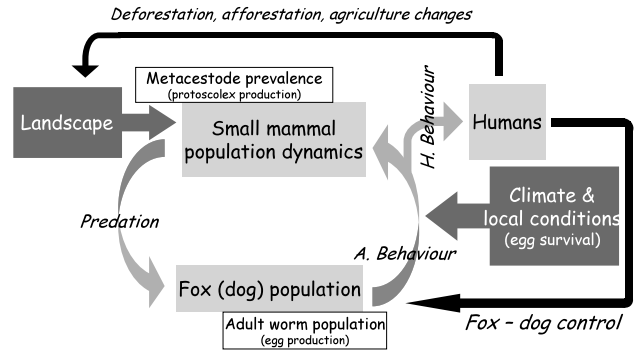 Deforestation, afforestation, agriculture changes
Metacestode prevalence
(protoscolex production)
Landscape
Small mammal
population dynamics
H. Behaviour
Humans
Climate &
local conditions
(egg survival)
Predation
A. Behaviour
Fox (dog) population
Adult worm population
(egg production)
Fox – dog control